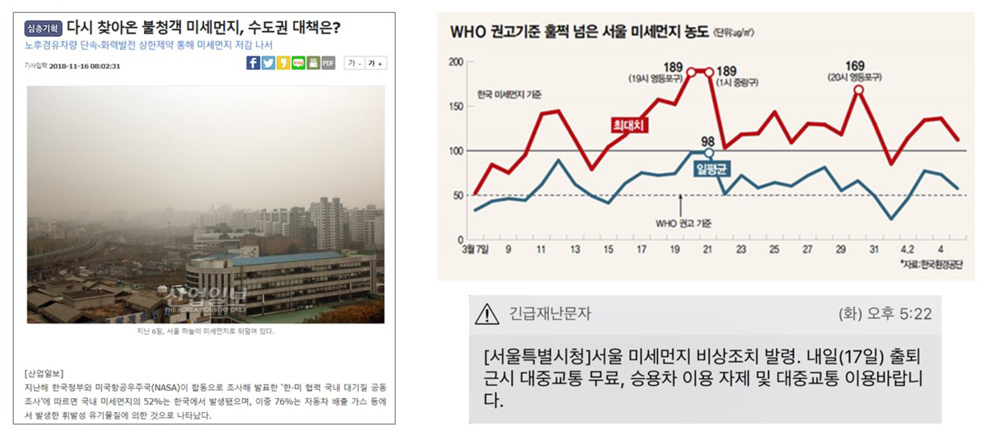 심층기획 다시 찾아온 불청객 미세먼지, 수도권 대책은?
노후경유차량 단속·화력발전 상한제약 통해 미세먼지 저감 나서
기사입력 2018-11-16 08:02:31
f blog PDF 가 - 가 +
산업일보
THE KOREA INDUSTRY DAILY
지난 6일, 서울 하늘이 미세먼지로 뒤덮여 있다.
[산업일보]
지난해 한국정부와 미국항공우주국(NASA)이 합동으로 조사해 발표한 '한·미 협력 국내 대기질 공동
조사'에 따르면 국내 미세먼지의 52%는 한국에서 발생됐으며, 이중 76%는 자동차 배출 가스 등에
서 발생한 휘발성 유기물질에 의한 것으로 나타났다.
WHO 권고기준 훌쩍 넘은 서울 미세먼지 농도 (단위:㎍/㎥)
200
150
100
50
0
한국 미세먼지 기준
189
(19시 영등포구)
189
(1시 중랑구)
169
(20시 영등포구)
최대치
98
일평균
WHO 권고 기준
3월 7일 9 11 13 15 17 19 21 23 25 27 29 31 4.2 4
*자료:한국환경공단
긴급재난문자 (화) 오후 5:22
[서울특별시청]서울 미세먼지 비상조치 발령. 내일(17일) 출퇴
근시 대중교통 무료, 승용차 이용 자제 및 대중교통 이용바랍니
다.